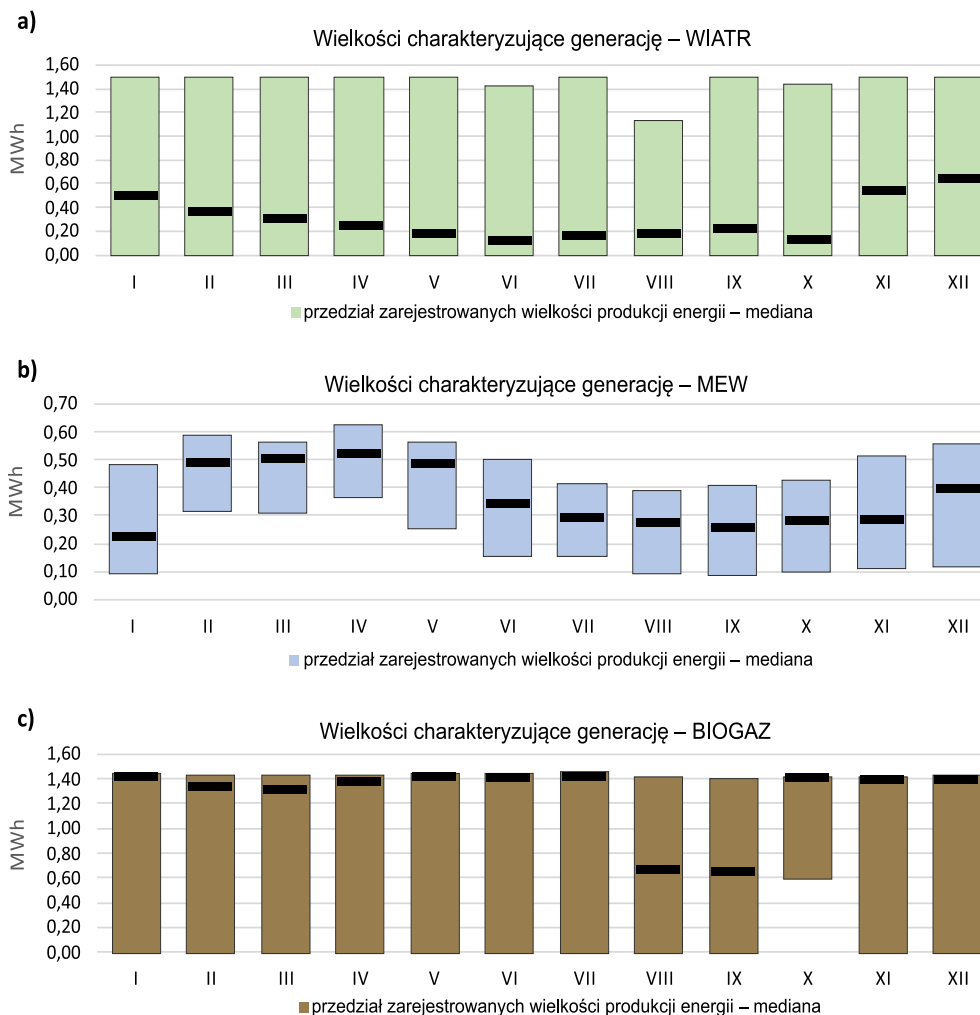 a)
Wielkości charakteryzujące generację – WIATR
1,60
1,40
1,20
1,00
0,80
0,60
0,40
0,20
0,00
MWh
I II III IV V VI VII VIII IX X XI XII
przedział zarejestrowanych wielkości produkcji energii – mediana
b)
Wielkości charakteryzujące generację – MEW
0,70
0,60
0,50
0,40
0,30
0,20
0,10
0,00
MWh
I II III IV V VI VII VIII IX X XI XII
przedział zarejestrowanych wielkości produkcji energii – mediana
c)
Wielkości charakteryzujące generację – BIOGAZ
1,60
1,40
1,20
1,00
0,80
0,60
0,40
0,20
0,00
MWh
I II III IV V VI VII VIII IX X XI XII
przedział zarejestrowanych wielkości produkcji energii – mediana